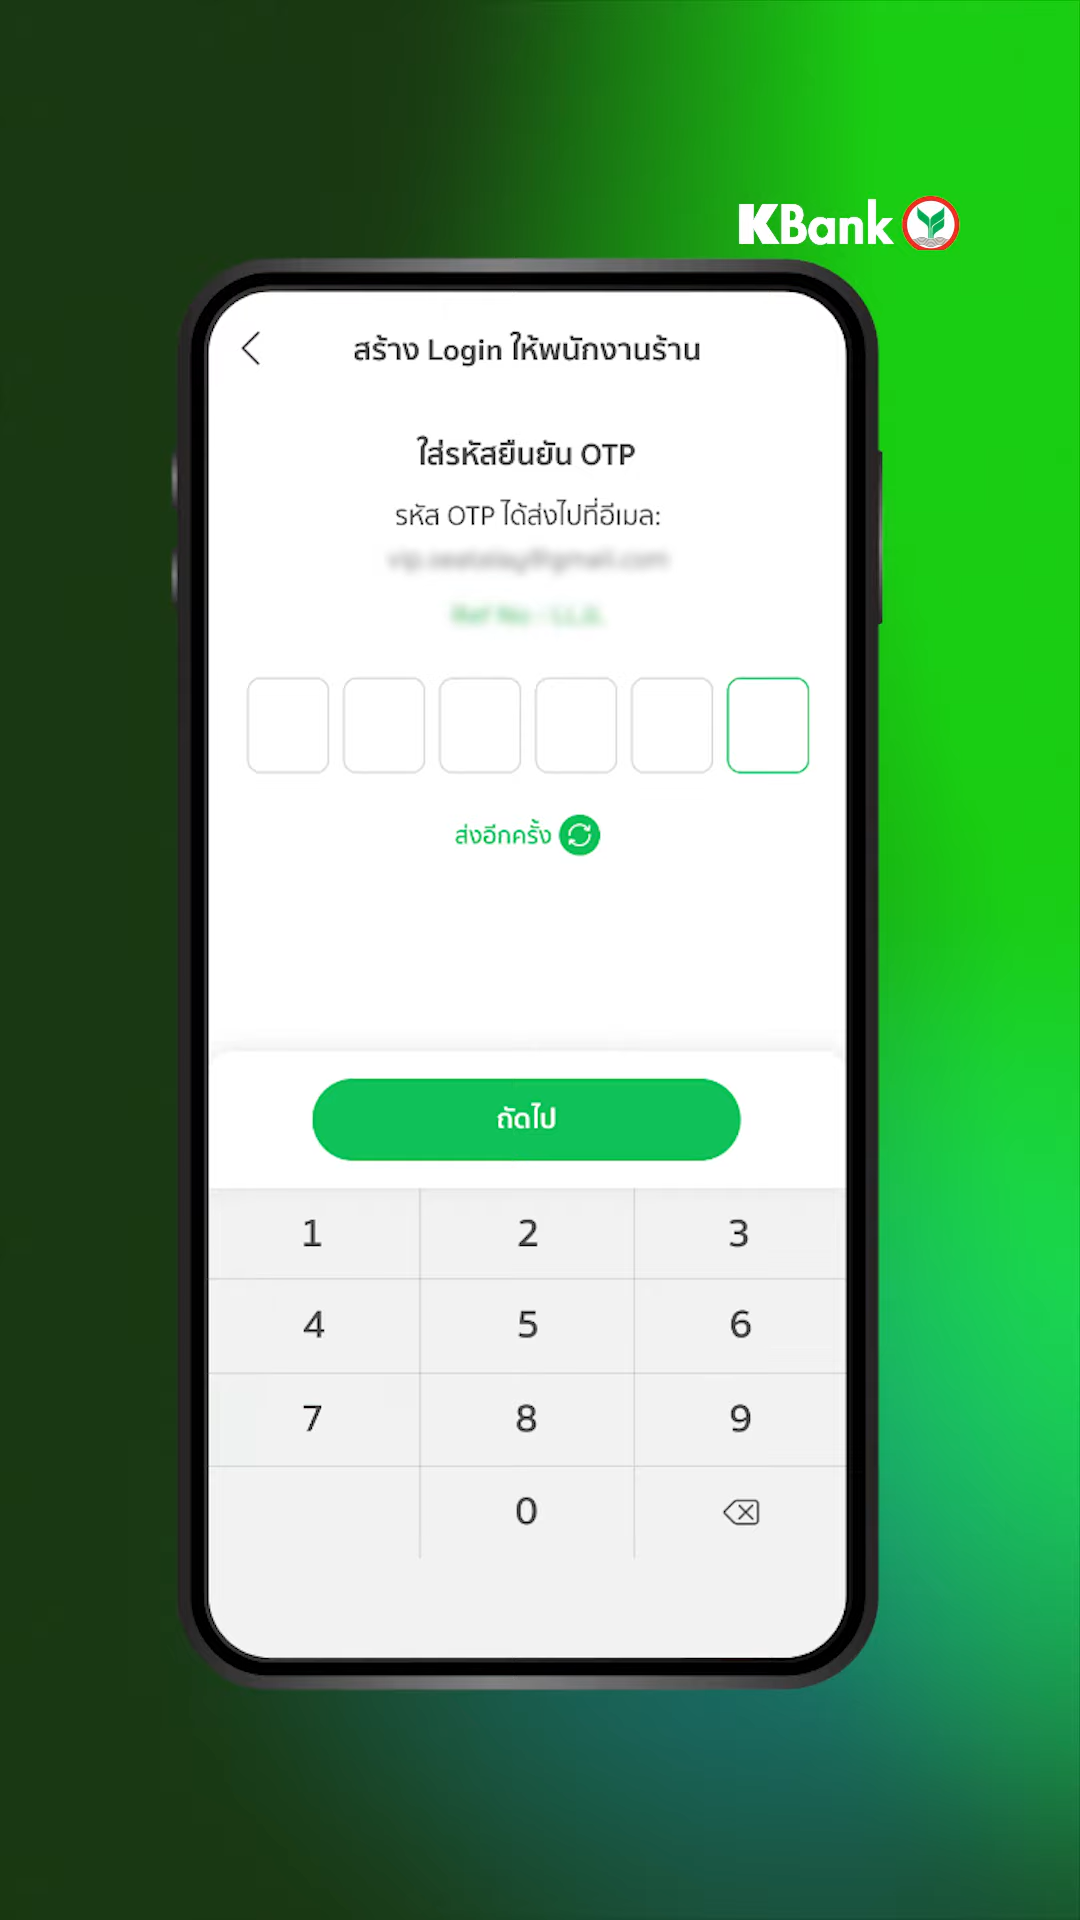 KBank
สร้าง Login ให้พนักงานร้าน
ใส่รหัสยืนยัน OTP
รหัส OTP ได้ส่งไปที่อีเมล:
ส่งอีกครั้ง
ถัดไป
1 2 3
4 5 6
7 8 9
0